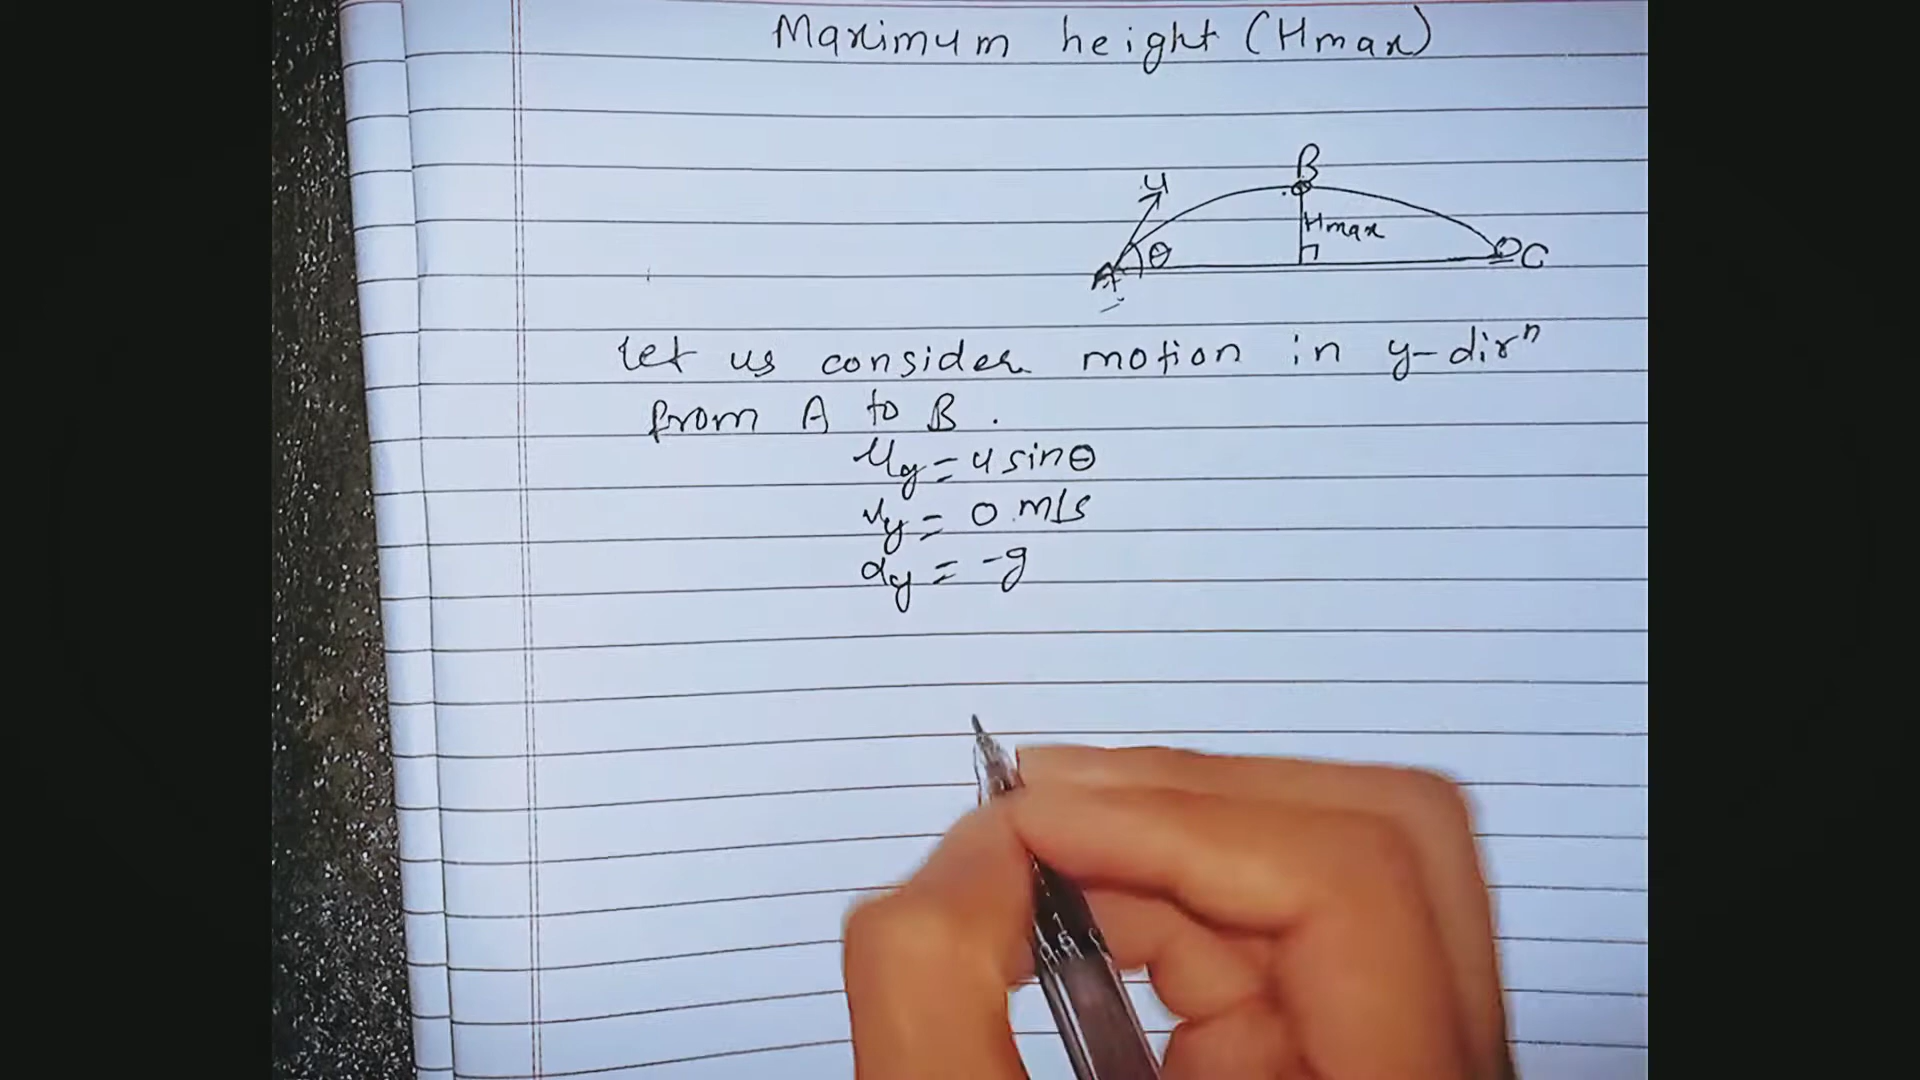 Maximum height (Hmax)
B
u
Hmax
θ
A
C
Let us consider motion in y-dirⁿ
from A to B.
uy = u sinθ
vy = 0 m/s
ay = -g